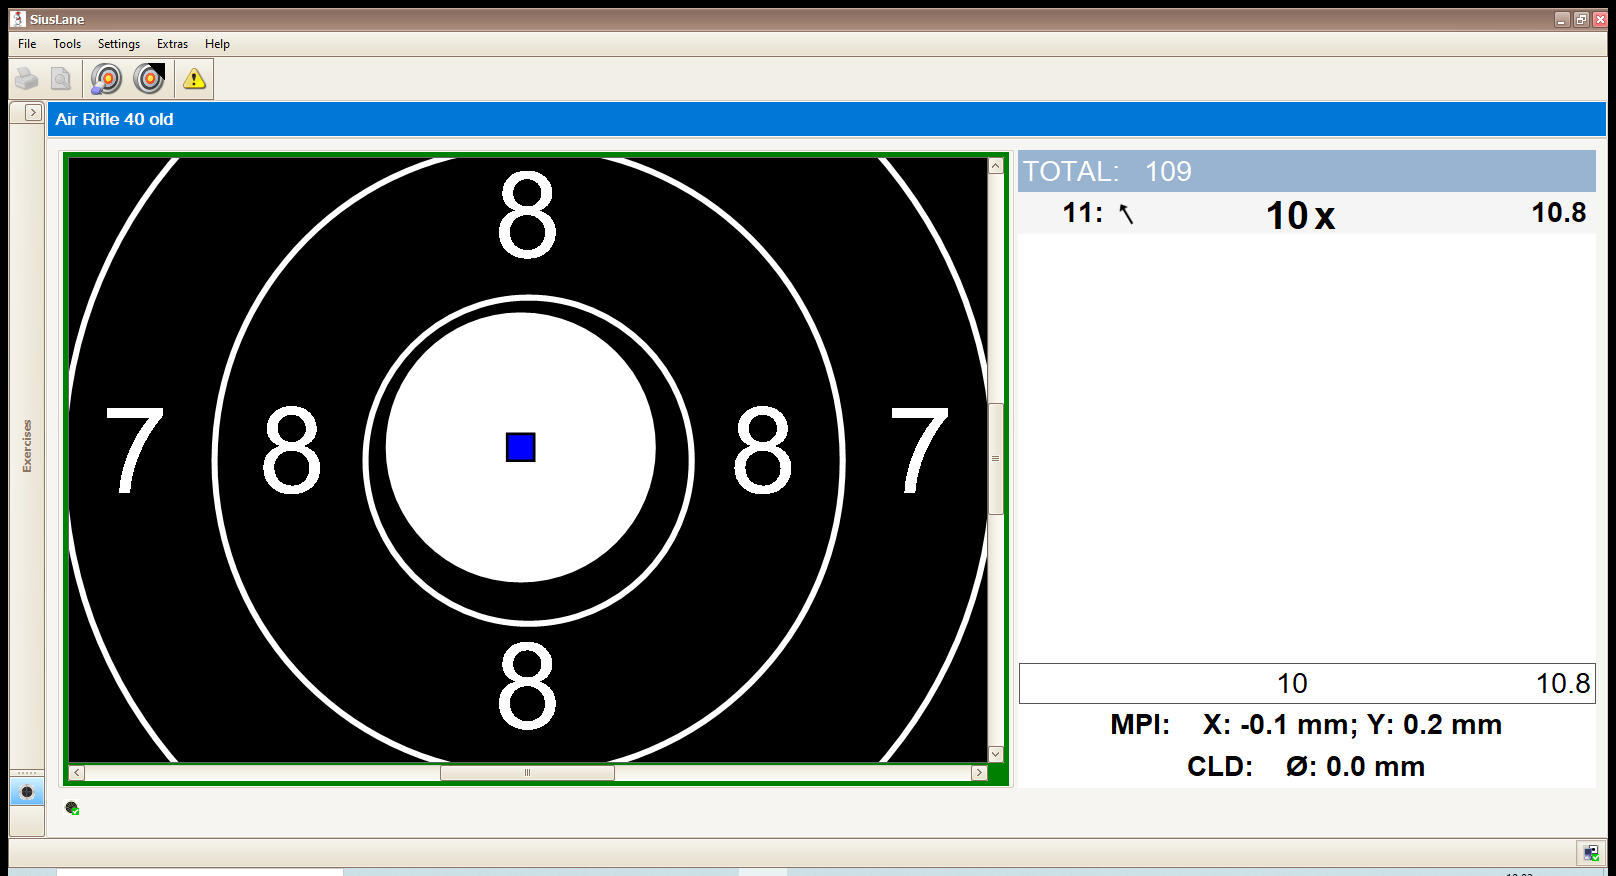 SiusLane
File Tools Settings Extras Help
Air Rifle 40 old
Exercises
8
7 8 8 7
8
TOTAL: 109
11: 10 x 10.8
10 10.8
MPI: X: -0.1 mm; Y: 0.2 mm
CLD: Ø: 0.0 mm